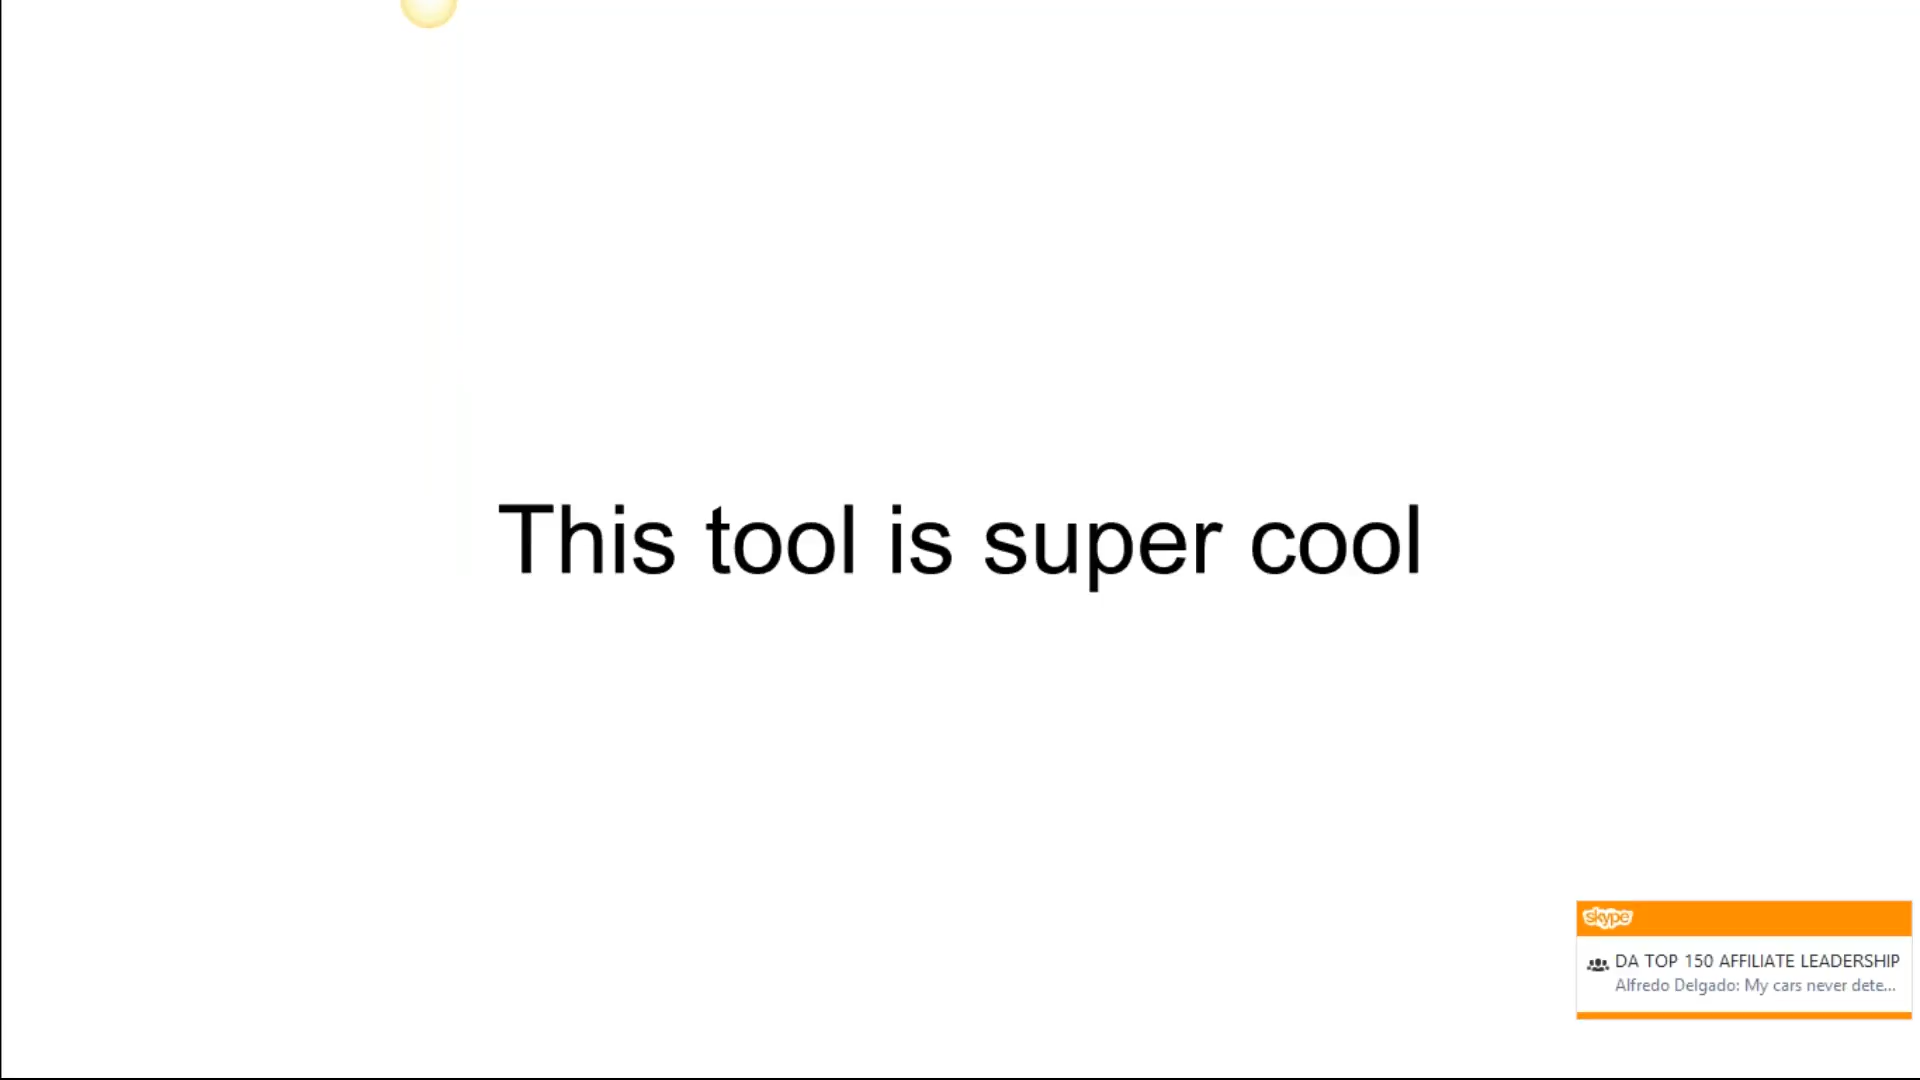 This tool is super cool
skype
DA TOP 150 AFFILIATE LEADERSHIP
Alfredo Delgado: My cars never dete...